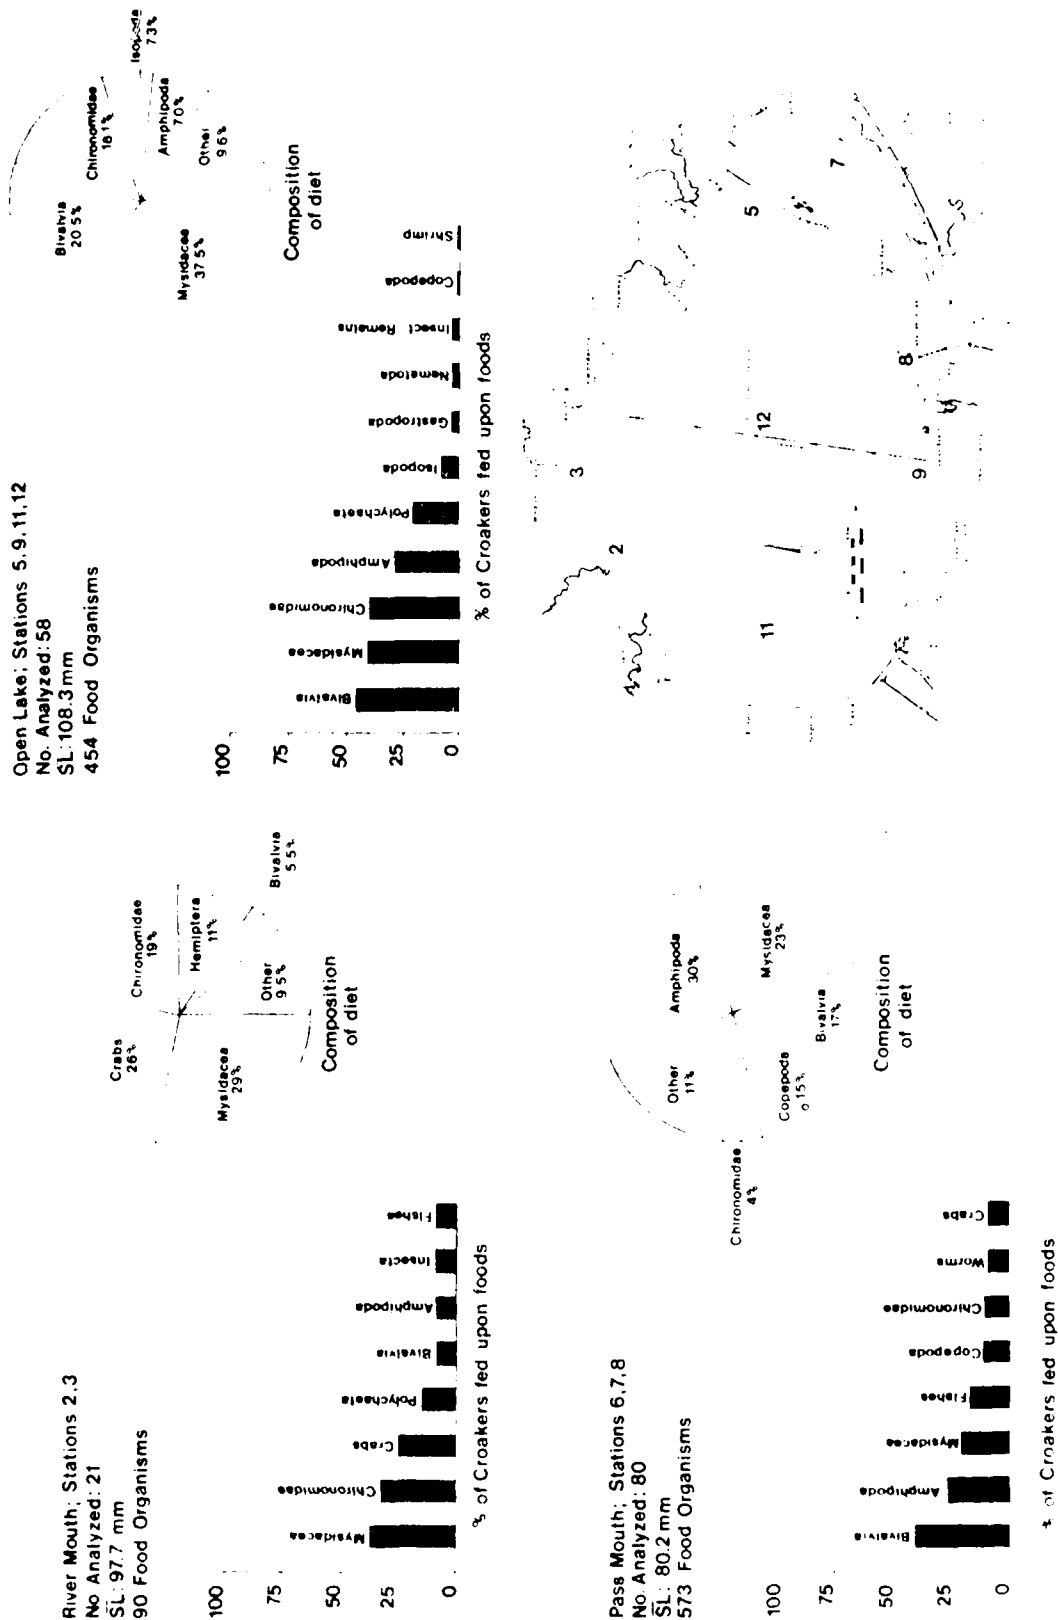 River Mouth; Stations 2,3
No Analyzed: 21
SL: 97.7 mm
90 Food Organisms
100
75
50
25
0
Mysidacea
Chironomidae
Crabs
Polychaeta
Bivalvia
Amphipoda
Insecta
Fishes
% of Croakers fed upon foods
Crabs
26%
Chironomidae
19%
Hemiptera
11%
Bivalvia
5.5%
Other
9.5%
Mysidacea
29%
Composition
of diet
Open Lake; Stations 5,9,11,12
No. Analyzed: 58
SL: 108.3 mm
454 Food Organisms
100
75
50
25
0
Bivalvia
Mysidacea
Chironomidae
Amphipoda
Polychaeta
Isopoda
Gastropoda
Nematoda
Insect Remains
Copepoda
Shrimp
% of Croakers fed upon foods
Bivalvia
20 5%
Chironomidae
18 1%
Isopoda
7.3%
Amphipoda
7.0%
Other
9.6%
Mysidacea
37 5%
Composition
of diet
Pass Mouth; Stations 6,7,8
No. Analyzed: 80
SL: 80.2 mm
573 Food Organisms
100
75
50
25
0
Bivalvia
Amphipoda
Mysidacea
Fishes
Copepoda
Chironomidae
Worms
Crabs
% of Croakers fed upon foods
Other
11%
Amphipoda
30%
Mysidacea
23%
Bivalvia
17%
Copepoda
15%
Chironomidae
4%
Composition
of diet
2
3
5
7
8
9
11
12